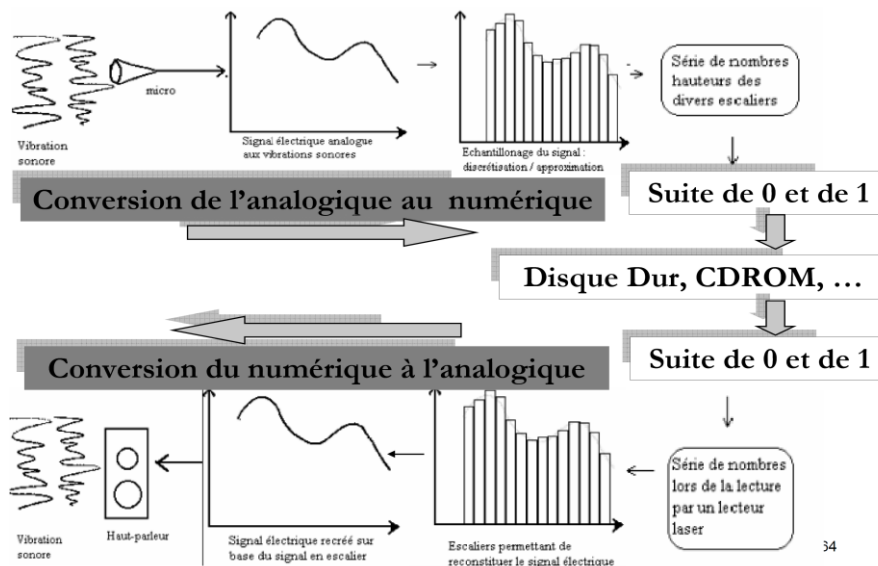 micro
Vibration
sonore
Signal électrique analogue
aux vibrations sonores
Echantillonage du signal :
discrétisation / approximation
Série de nombres
hauteurs des
divers escaliers
Conversion de l’analogique au numérique
Suite de 0 et de 1
Disque Dur, CDROM, …
Conversion du numérique à l’analogique
Suite de 0 et de 1
Vibration
sonore
Haut-parleur
Signal électrique recréé sur
base du signal en escalier
Escaliers permettant de
reconstituer le signal électrique
Série de nombres
lors de la lecture
par un lecteur
laser